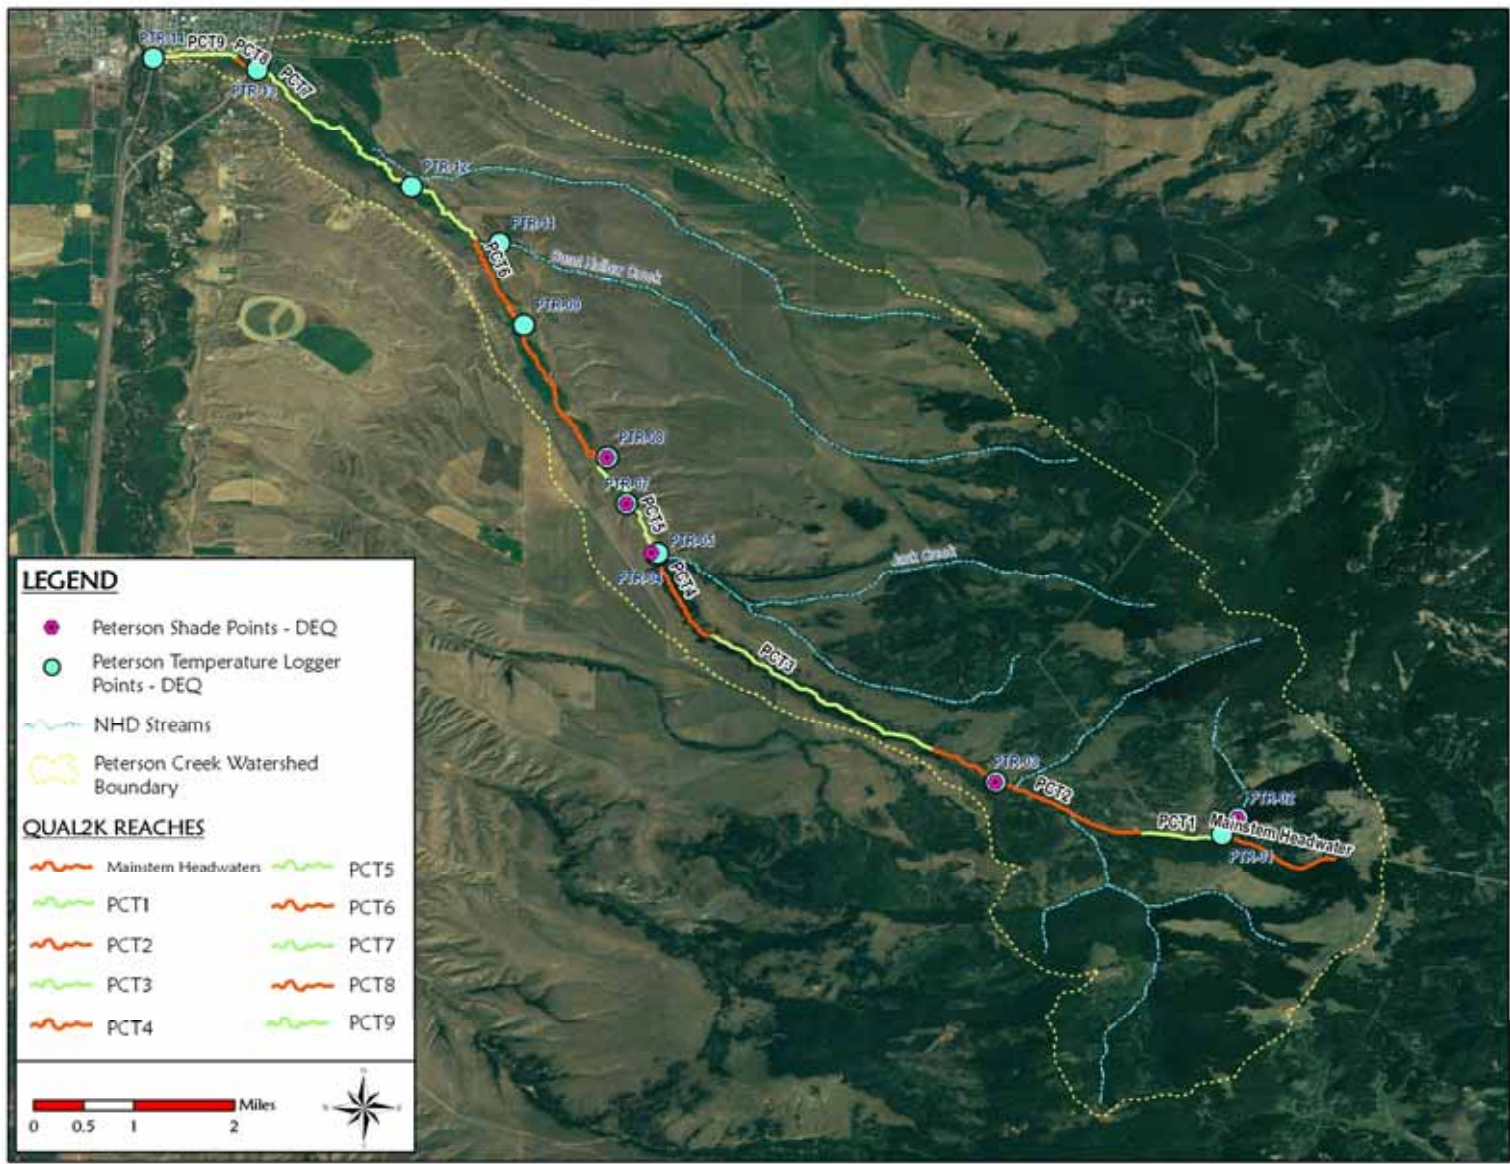 PTR-14
PCT9
PCT8
PCT7
PTR-13
PTR-12
PTR-11
PCT6
Creek
PTR-09
PTR-08
PTR-07
PCT5
PTR-05
PTR-04
PCT4
Jack Creek
PCT3
PTR-03
PCT2
PTR-02
PCT1
Mainstem Headwater
PTR-01
LEGEND
Peterson Shade Points - DEQ
Peterson Temperature Logger
Points - DEQ
NHD Streams
Peterson Creek Watershed
Boundary
QUAL2K REACHES
Mainstem Headwaters
PCT1
PCT2
PCT3
PCT4
PCT5
PCT6
PCT7
PCT8
PCT9
Miles
0 0.5 1 2